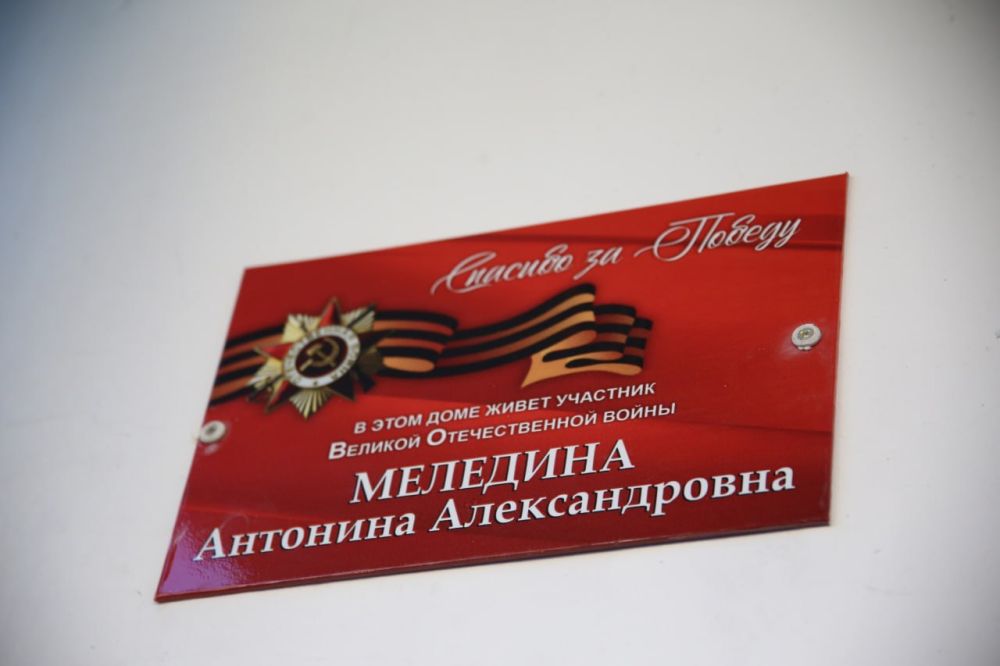 Спасибо за Победу
В ЭТОМ ДОМЕ ЖИВЕТ УЧАСТНИК
ВЕЛИКОЙ ОТЕЧЕСТВЕННОЙ ВОЙНЫ
МЕЛЕДИНА
Антонина Александровна